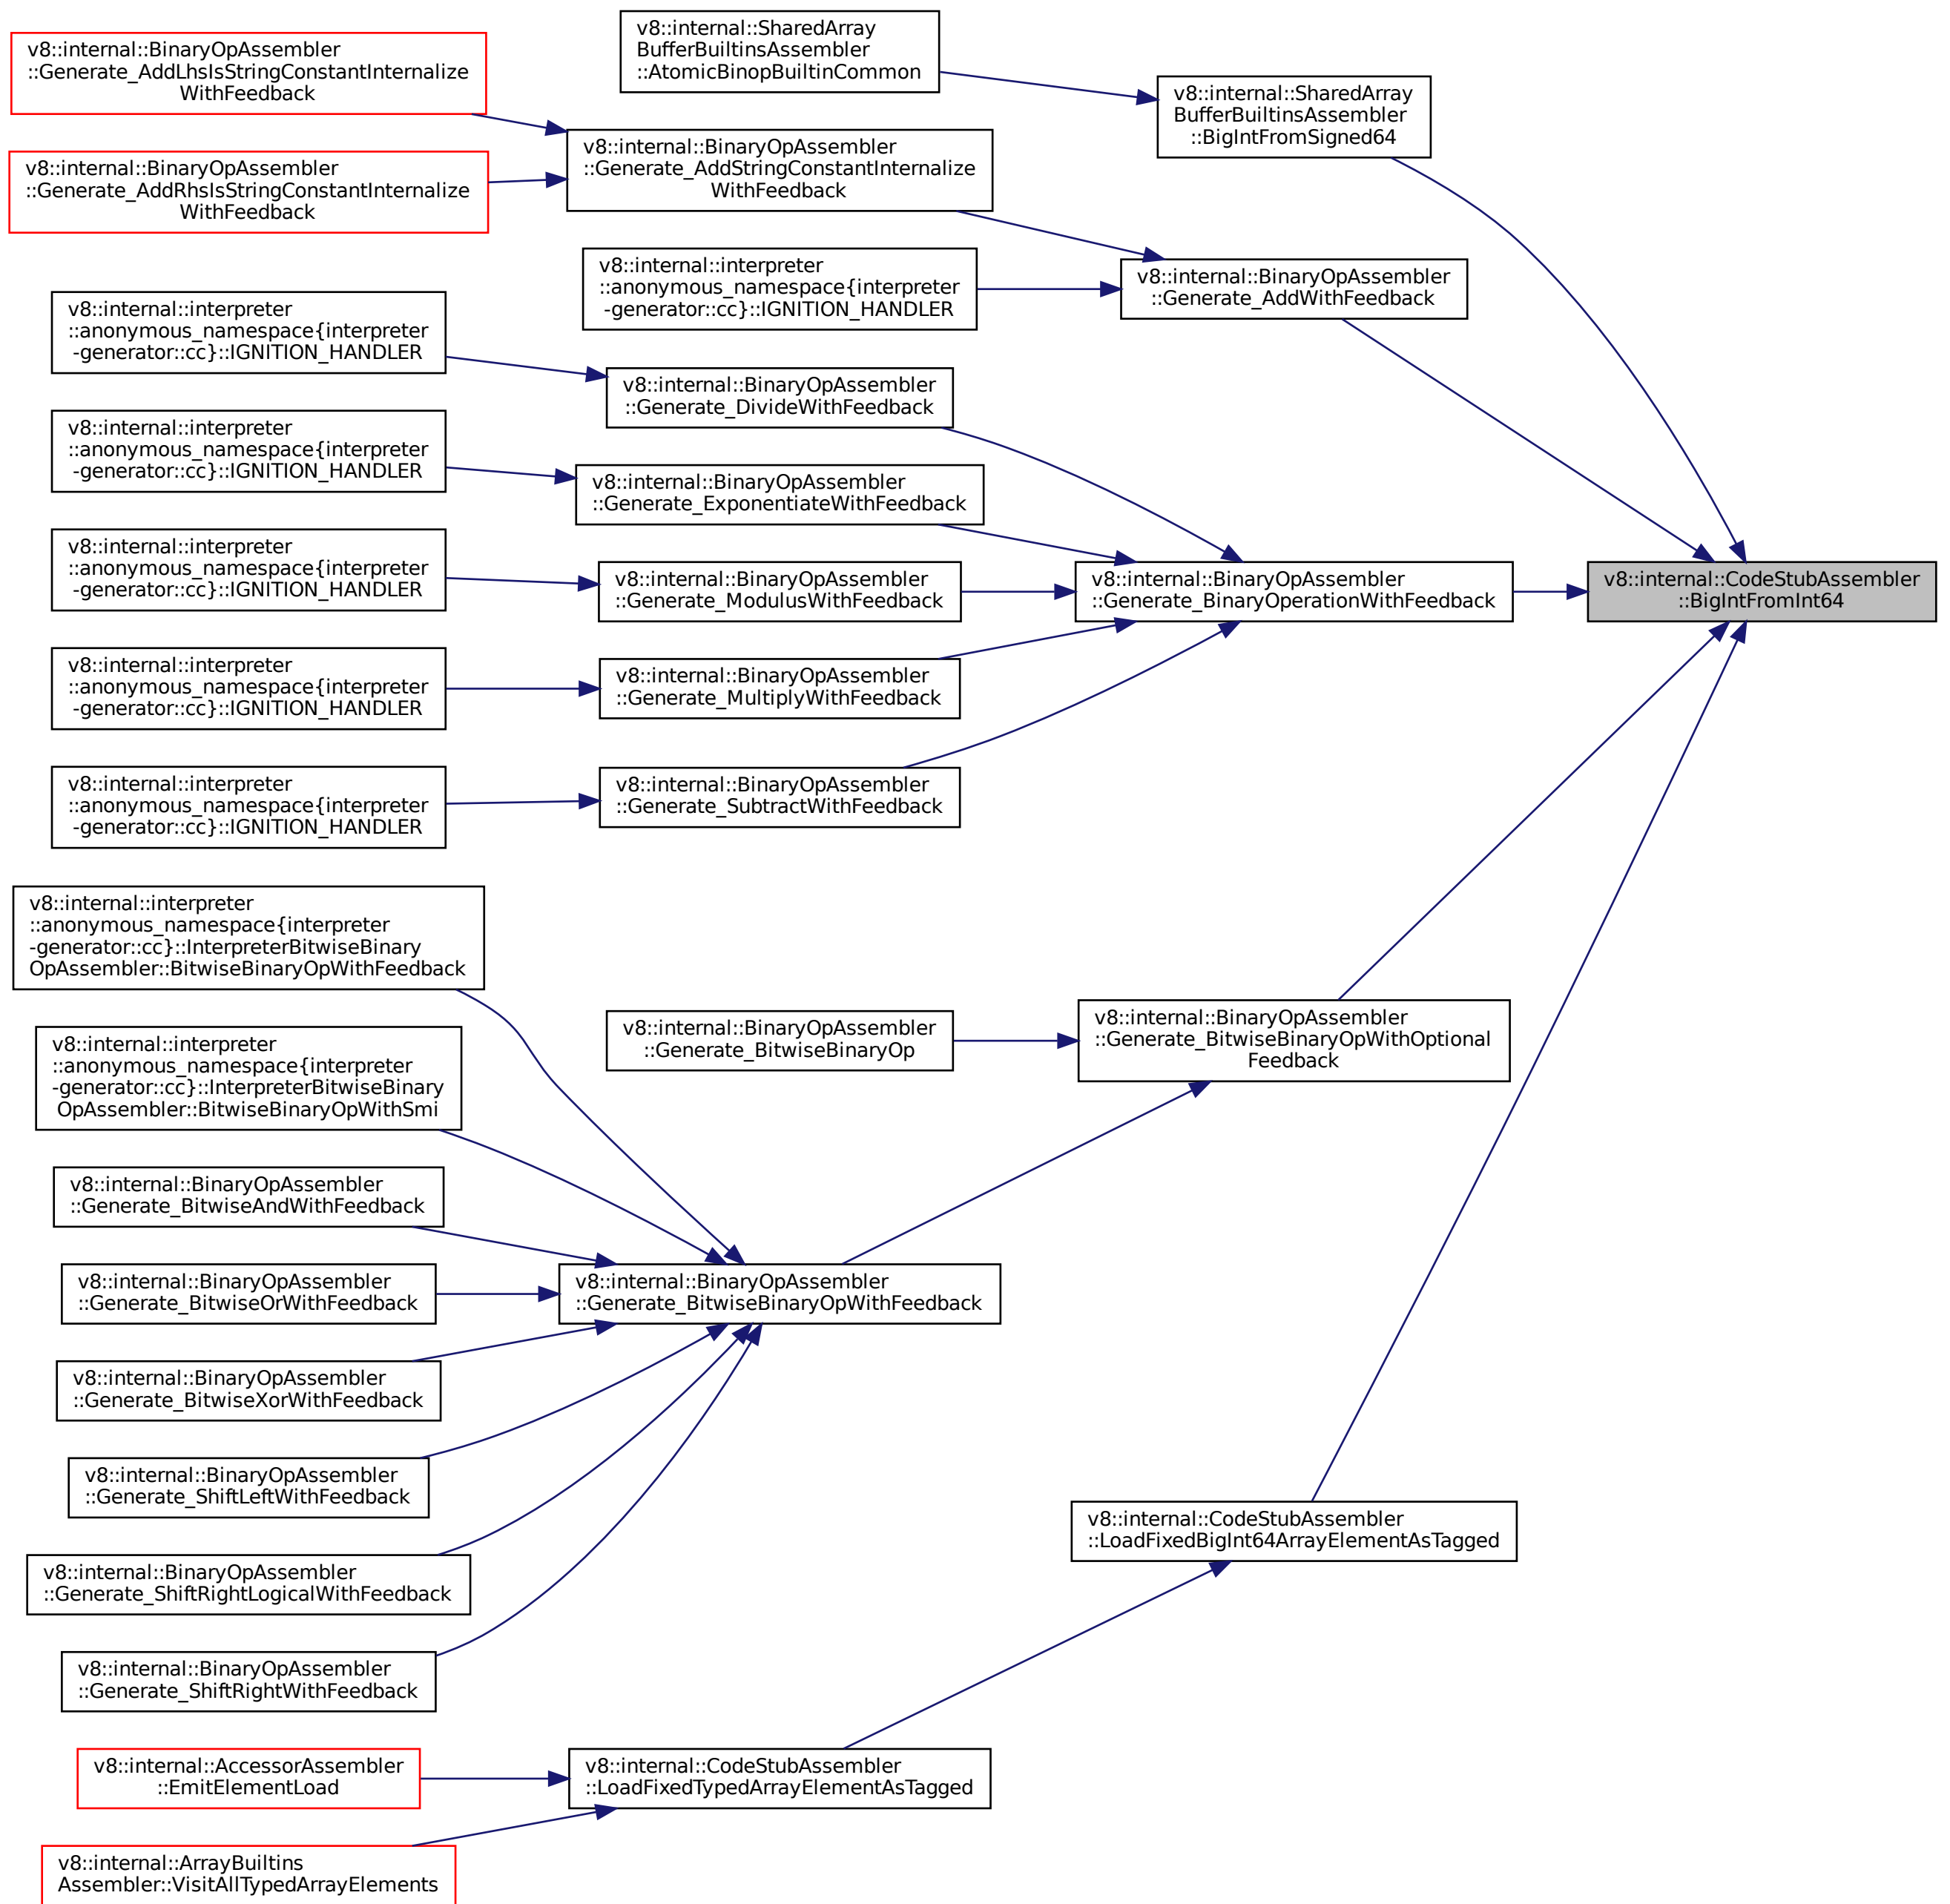 v8::internal::SharedArray
BufferBuiltinsAssembler
::AtomicBinopBuiltinCommon
v8::internal::BinaryOpAssembler
::Generate_AddLhsIsStringConstantInternalize
WithFeedback
v8::internal::SharedArray
BufferBuiltinsAssembler
::BigIntFromSigned64
v8::internal::BinaryOpAssembler
::Generate_AddStringConstantInternalize
WithFeedback
v8::internal::BinaryOpAssembler
::Generate_AddRhsIsStringConstantInternalize
WithFeedback
v8::internal::interpreter
::anonymous_namespace{interpreter
-generator::cc}::IGNITION_HANDLER
v8::internal::BinaryOpAssembler
::Generate_AddWithFeedback
v8::internal::interpreter
::anonymous_namespace{interpreter
-generator::cc}::IGNITION_HANDLER
v8::internal::BinaryOpAssembler
::Generate_DivideWithFeedback
v8::internal::interpreter
::anonymous_namespace{interpreter
-generator::cc}::IGNITION_HANDLER
v8::internal::BinaryOpAssembler
::Generate_ExponentiateWithFeedback
v8::internal::interpreter
::anonymous_namespace{interpreter
-generator::cc}::IGNITION_HANDLER
v8::internal::BinaryOpAssembler
::Generate_ModulusWithFeedback
v8::internal::BinaryOpAssembler
::Generate_BinaryOperationWithFeedback
v8::internal::CodeStubAssembler
::BigIntFromInt64
v8::internal::interpreter
::anonymous_namespace{interpreter
-generator::cc}::IGNITION_HANDLER
v8::internal::BinaryOpAssembler
::Generate_MultiplyWithFeedback
v8::internal::interpreter
::anonymous_namespace{interpreter
-generator::cc}::IGNITION_HANDLER
v8::internal::BinaryOpAssembler
::Generate_SubtractWithFeedback
v8::internal::interpreter
::anonymous_namespace{interpreter
-generator::cc}::InterpreterBitwiseBinary
OpAssembler::BitwiseBinaryOpWithFeedback
v8::internal::BinaryOpAssembler
::Generate_BitwiseBinaryOp
v8::internal::BinaryOpAssembler
::Generate_BitwiseBinaryOpWithOptional
Feedback
v8::internal::interpreter
::anonymous_namespace{interpreter
-generator::cc}::InterpreterBitwiseBinary
OpAssembler::BitwiseBinaryOpWithSmi
v8::internal::BinaryOpAssembler
::Generate_BitwiseAndWithFeedback
v8::internal::BinaryOpAssembler
::Generate_BitwiseOrWithFeedback
v8::internal::BinaryOpAssembler
::Generate_BitwiseBinaryOpWithFeedback
v8::internal::BinaryOpAssembler
::Generate_BitwiseXorWithFeedback
v8::internal::BinaryOpAssembler
::Generate_ShiftLeftWithFeedback
v8::internal::CodeStubAssembler
::LoadFixedBigInt64ArrayElementAsTagged
v8::internal::BinaryOpAssembler
::Generate_ShiftRightLogicalWithFeedback
v8::internal::BinaryOpAssembler
::Generate_ShiftRightWithFeedback
v8::internal::AccessorAssembler
::EmitElementLoad
v8::internal::CodeStubAssembler
::LoadFixedTypedArrayElementAsTagged
v8::internal::ArrayBuiltins
Assembler::VisitAllTypedArrayElements